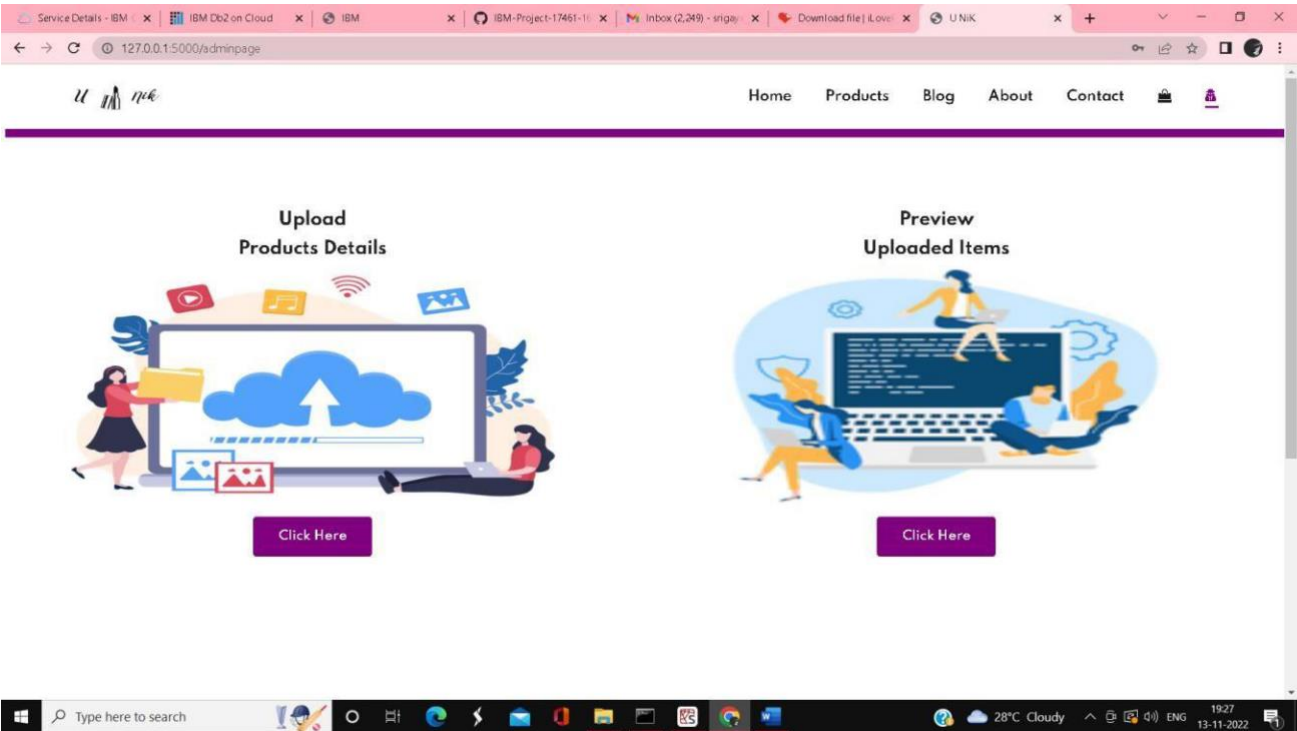 Service Details - IBM C
IBM Db2 on Cloud
IBM
IBM-Project-17461-16
Inbox (2,249) - srigay
Download file | iLove
U NiK
127.0.0.1:5000/adminpage
U nik
Home Products Blog About Contact
Upload
Products Details
Preview
Uploaded Items
Click Here
Click Here
Type here to search
28°C Cloudy
ENG
19:27
13-11-2022